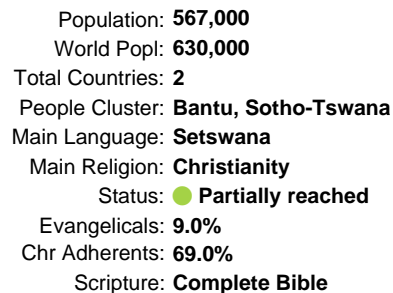 Population: 567,000
World Popl: 630,000
Total Countries: 2
People Cluster: Bantu, Sotho-Tswana
Main Language: Setswana
Main Religion: Christianity
Status: Partially reached
Evangelicals: 9.0%
Chr Adherents: 69.0%
Scripture: Complete Bible